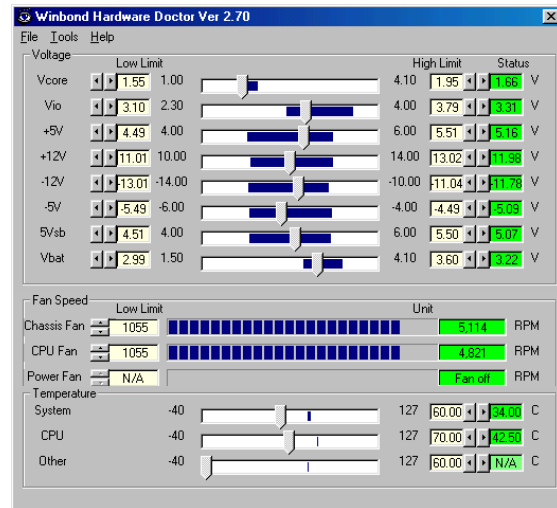 Winbond Hardware Doctor Ver 2.70
File Tools Help
Voltage
Low Limit High Limit Status
Vcore 1.55 1.00 4.10 1.95 1.66 V
Vio 3.10 2.30 4.00 3.79 3.31 V
+5V 4.49 4.00 6.00 5.51 5.16 V
+12V 11.01 10.00 14.00 13.02 11.98 V
-12V -13.01 -14.00 -10.00 -11.04 -11.78 V
-5V -5.49 -6.00 -4.00 -4.49 -5.09 V
5Vsb 4.51 4.00 6.00 5.50 5.07 V
Vbat 2.99 1.50 4.10 3.60 3.22 V
Fan Speed
Low Limit Unit
Chassis Fan 1055 5,114 RPM
CPU Fan 1055 4,821 RPM
Power Fan N/A Fan off RPM
Temperature
System -40 127 60.00 34.00 C
CPU -40 127 70.00 42.50 C
Other -40 127 60.00 N/A C